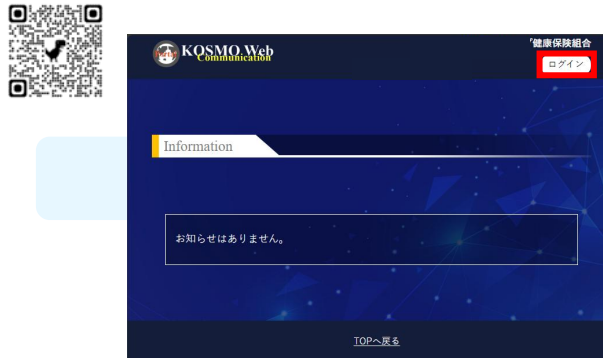 KOSMO Web
Communication
健康保険組合
ログイン
Information
お知らせはありません。
TOPへ戻る